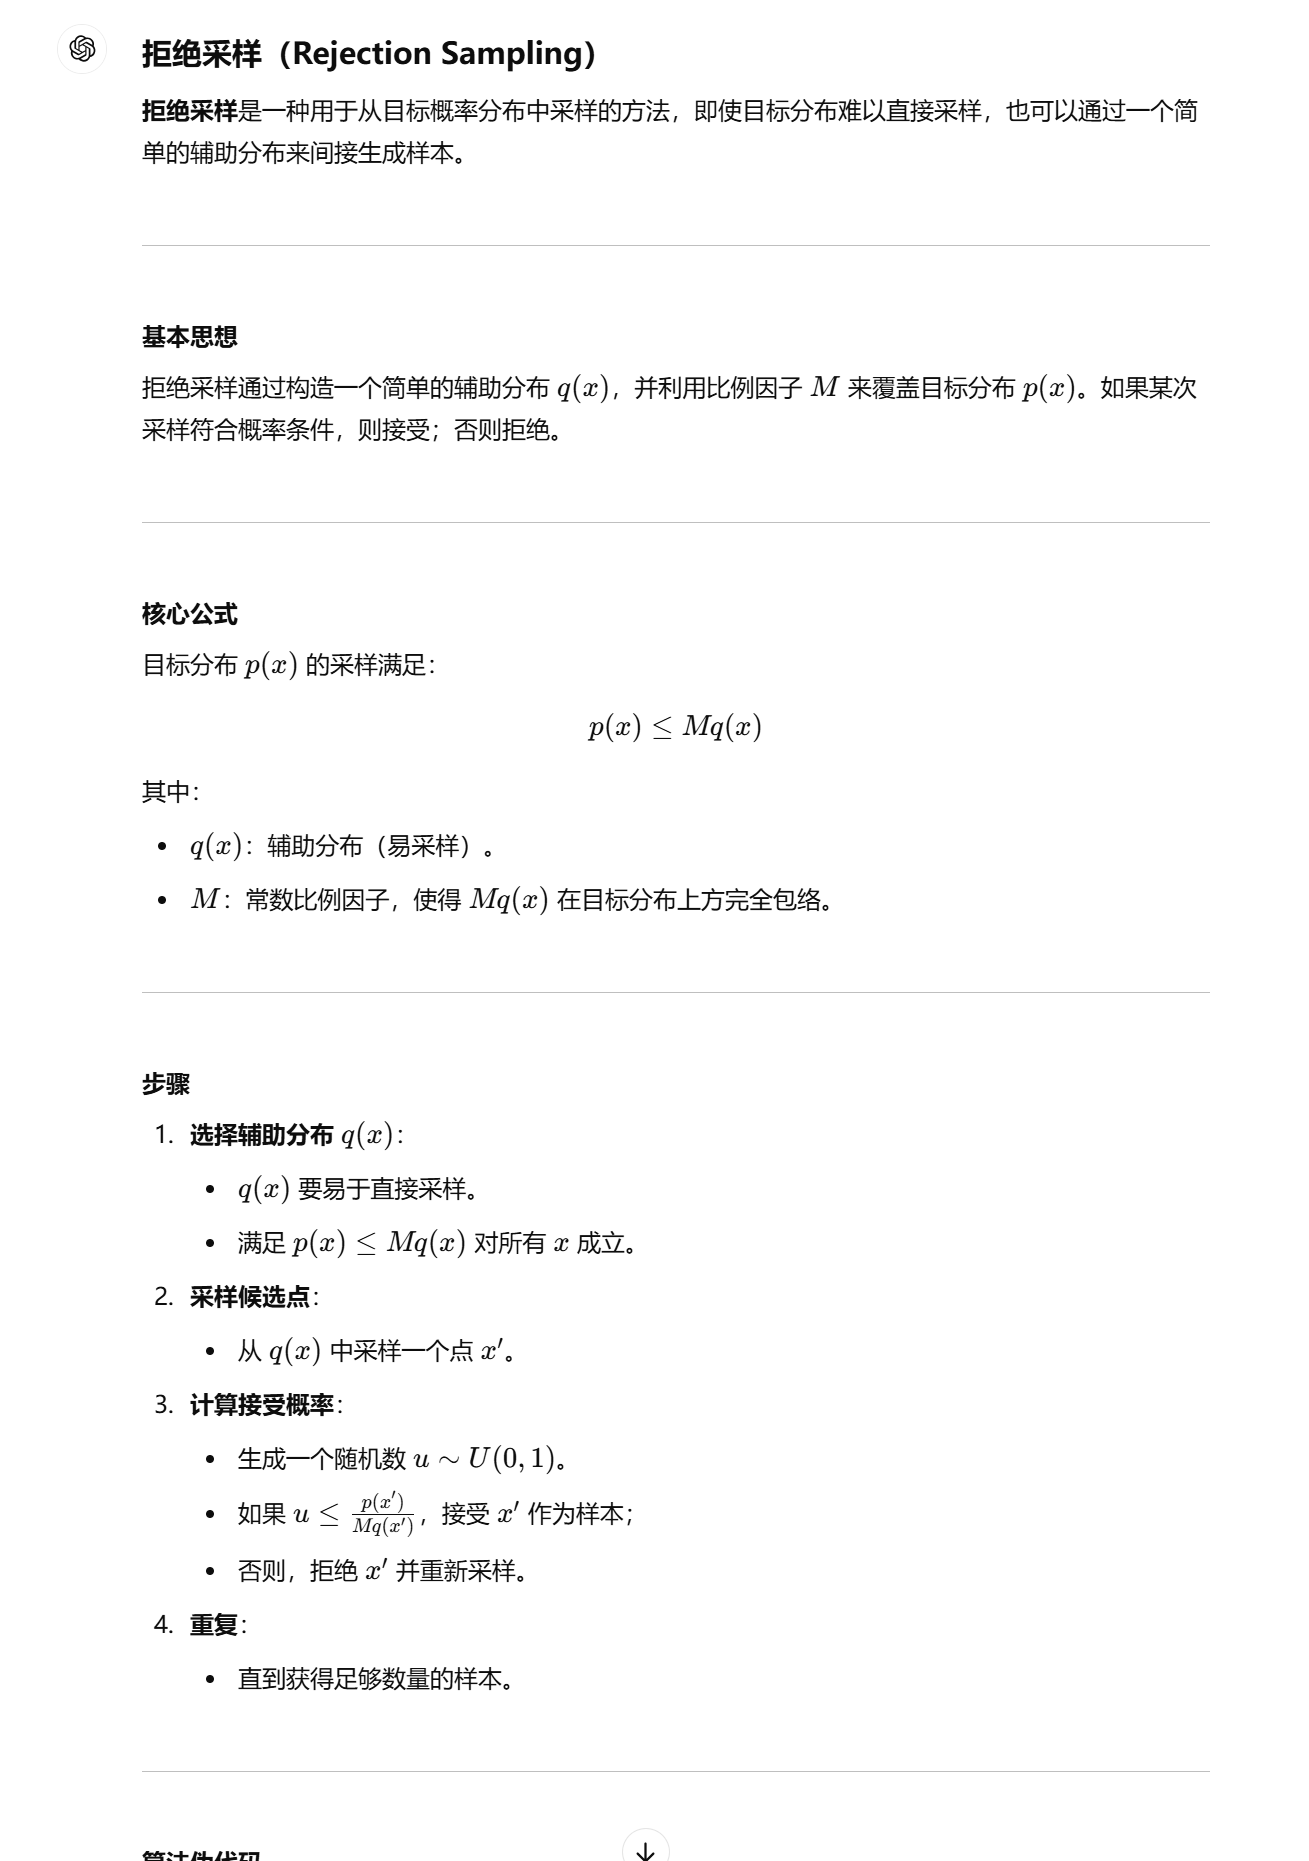 拒绝采样（Rejection Sampling）
拒绝采样是一种用于从目标概率分布中采样的方法，即使目标分布难以直接采样，也可以通过一个简
单的辅助分布来间接生成样本。
基本思想
拒绝采样通过构造一个简单的辅助分布 q(x)，并利用比例因子 M 来覆盖目标分布 p(x)。如果某次
采样符合概率条件，则接受；否则拒绝。
核心公式
目标分布 p(x) 的采样满足：
p(x) ≤ Mq(x)
其中：
• q(x)：辅助分布（易采样）。
• M：常数比例因子，使得 Mq(x) 在目标分布上方完全包络。
步骤
1. 选择辅助分布 q(x)：
• q(x) 要易于直接采样。
• 满足 p(x) ≤ Mq(x) 对所有 x 成立。
2. 采样候选点：
• 从 q(x) 中采样一个点 x′。
3. 计算接受概率：
• 生成一个随机数 u ∼ U(0, 1)。
• 如果 u ≤ p(x′)/Mq(x′)，接受 x′ 作为样本；
• 否则，拒绝 x′ 并重新采样。
4. 重复：
• 直到获得足够数量的样本。
算法伪代码